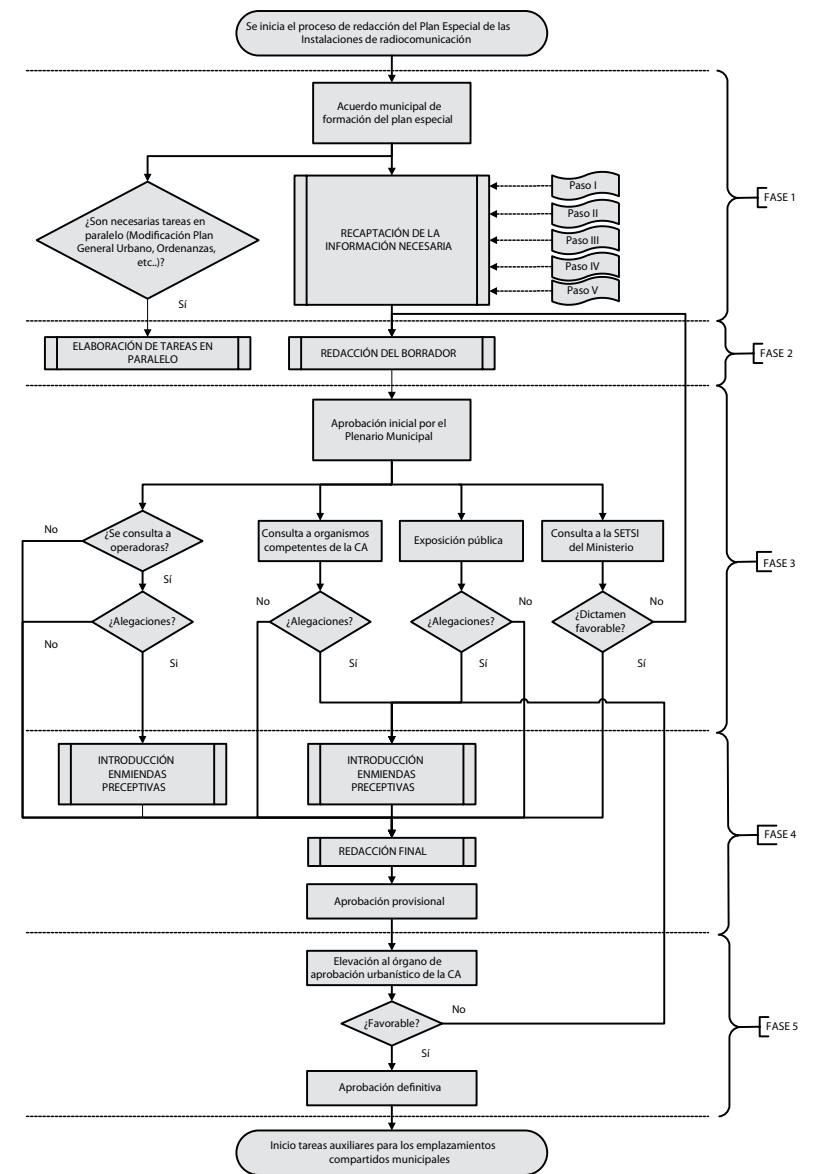 Se inicia el proceso de redacción del Plan Especial de las
Instalaciones de radiocomunicación
Acuerdo municipal de
formación del plan especial
FASE 1
¿Son necesarias tareas en
paralelo (Modificación Plan
General Urbano, Ordenanzas,
etc..)?
Sí
RECAPTACIÓN DE LA
INFORMACIÓN NECESARIA
Paso I
Paso II
Paso III
Paso IV
Paso V
ELABORACIÓN DE TAREAS EN
PARALELO
REDACCIÓN DEL BORRADOR
FASE 2
Aprobación inicial por el
Plenario Municipal
No
¿Se consulta a
operadoras?
Sí
Consulta a organismos
competentes de la CA
Exposición pública
Consulta a la SETSI
del Ministerio
FASE 3
No
¿Alegaciones?
Si
No
¿Alegaciones?
Sí
¿Alegaciones?
No
Sí
¿Dictamen
favorable?
No
Sí
INTRODUCCIÓN
ENMIENDAS
PRECEPTIVAS
INTRODUCCIÓN
ENMIENDAS
PRECEPTIVAS
REDACCIÓN FINAL
FASE 4
Aprobación provisional
Elevación al órgano de
aprobación urbanístico de la CA
¿Favorable?
No
Sí
FASE 5
Aprobación definitiva
Inicio tareas auxiliares para los emplazamientos
compartidos municipales